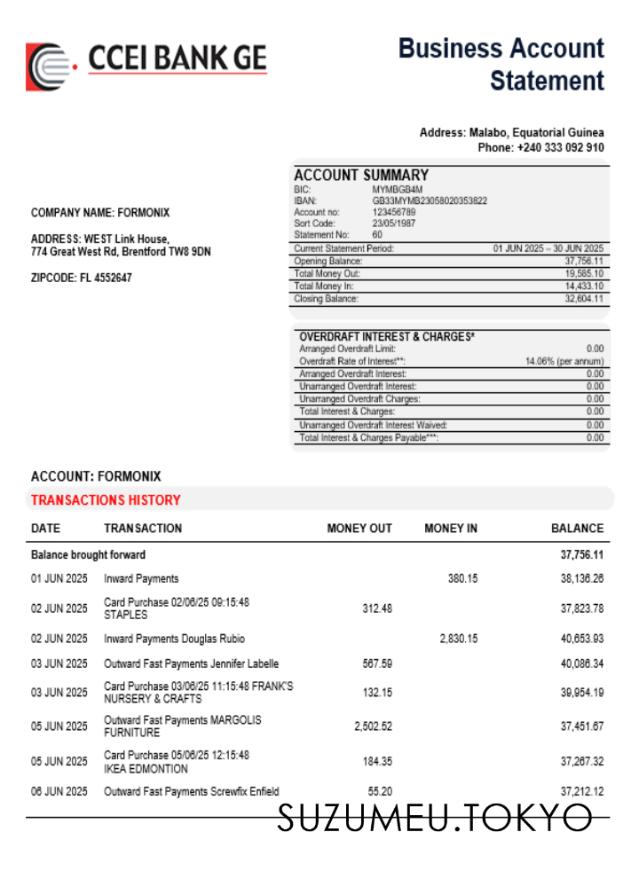 CCEI BANK GE
Business Account
Statement
Address: Malabo, Equatorial Guinea
Phone: +240 333 092 910
COMPANY NAME: FORMONIX
ADDRESS: WEST Link House,
774 Great West Rd, Brentford TW8 9DN
ZIPCODE: FL 4552647
ACCOUNT SUMMARY
BIC: MYMBGB4M
IBAN: GB33MYMB23058020353822
Account no: 123456789
Sort Code: 23/05/1987
Statement No: 60
Current Statement Period: 01 JUN 2025 – 30 JUN 2025
Opening Balance: 37,756.11
Total Money Out: 19,585.10
Total Money In: 14,433.10
Closing Balance: 32,604.11
OVERDRAFT INTEREST & CHARGES*
Arranged Overdraft Limit: 0.00
Overdraft Rate of Interest**: 14.06% (per annum)
Arranged Overdraft Interest: 0.00
Unarranged Overdraft Interest: 0.00
Unarranged Overdraft Charges: 0.00
Total Interest & Charges: 0.00
Unarranged Overdraft Interest Waived: 0.00
Total Interest & Charges Payable***: 0.00
ACCOUNT: FORMONIX
TRANSACTIONS HISTORY
DATE TRANSACTION MONEY OUT MONEY IN BALANCE
Balance brought forward 37,756.11
01 JUN 2025 Inward Payments 380.15 38,136.26
02 JUN 2025 Card Purchase 02/06/25 09:15:48 312.48 37,823.78
STAPLES
02 JUN 2025 Inward Payments Douglas Rubio 2,830.15 40,653.93
03 JUN 2025 Outward Fast Payments Jennifer Labelle 567.59 40,086.34
03 JUN 2025 Card Purchase 03/06/25 11:15:48 FRANK'S 132.15 39,954.19
NURSERY & CRAFTS
05 JUN 2025 Outward Fast Payments MARGOLIS 2,502.52 37,451.67
FURNITURE
05 JUN 2025 Card Purchase 05/06/25 12:15:48 184.35 37,267.32
IKEA EDMONTION
06 JUN 2025 Outward Fast Payments Screwfix Enfield 55.20 37,212.12
SUZUMEU.TOKYO